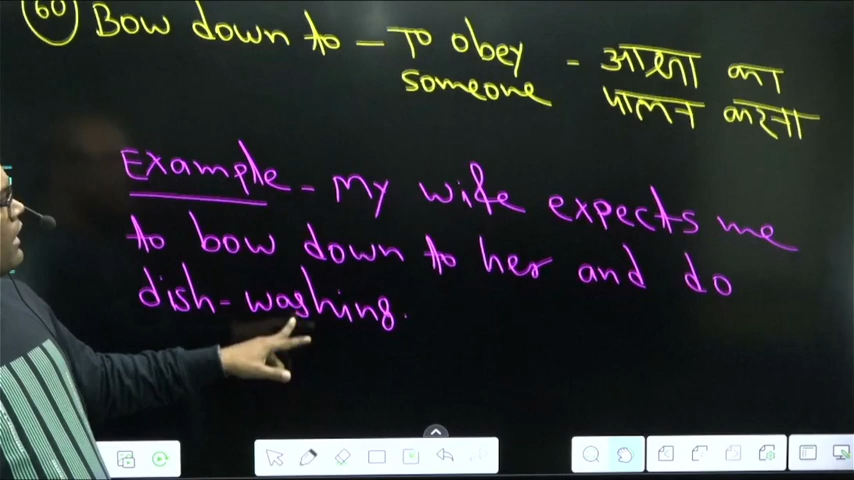 60 Bow down to - To obey - आज्ञा का
someone पालन करना
Example - My wife expects me
to bow down to her and do
dish-washing.